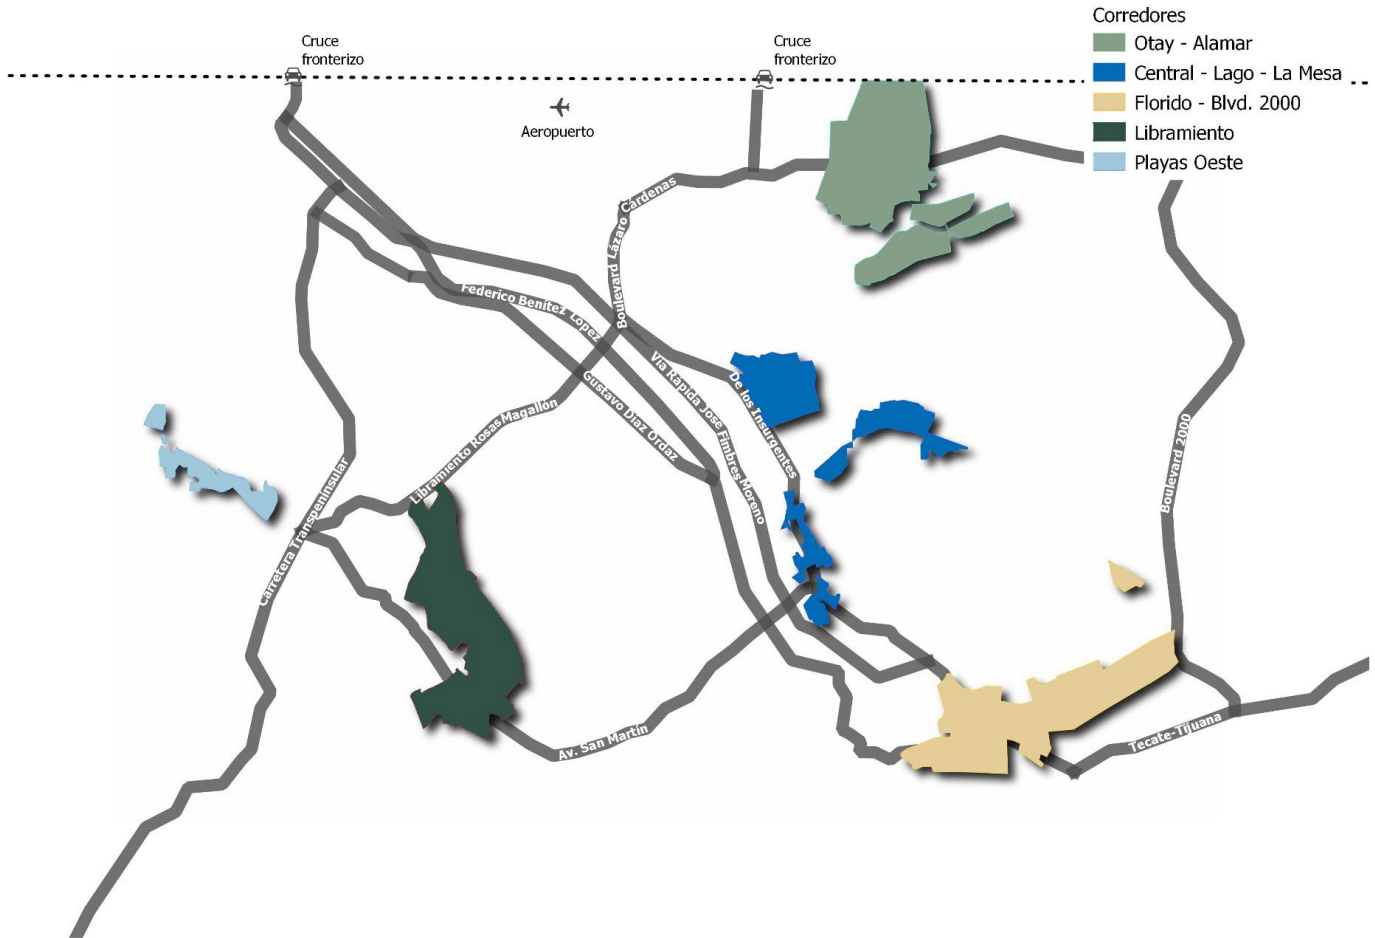 Corredores
Otay - Alamar
Central - Lago - La Mesa
Florido - Blvd. 2000
Libramiento
Playas Oeste
Cruce
fronterizo
Cruce
fronterizo
Aeropuerto
Boulevard Lázaro Cárdenas
Federico Benítez López
Vía Rápida José Fimbres Moreno
De los Insurgentes
Gustavo Díaz Ordaz
Libramiento Rosas Magallón
Carretera Transpeninsular
Boulevard 2000
Av. San Martín
Tecate-Tijuana